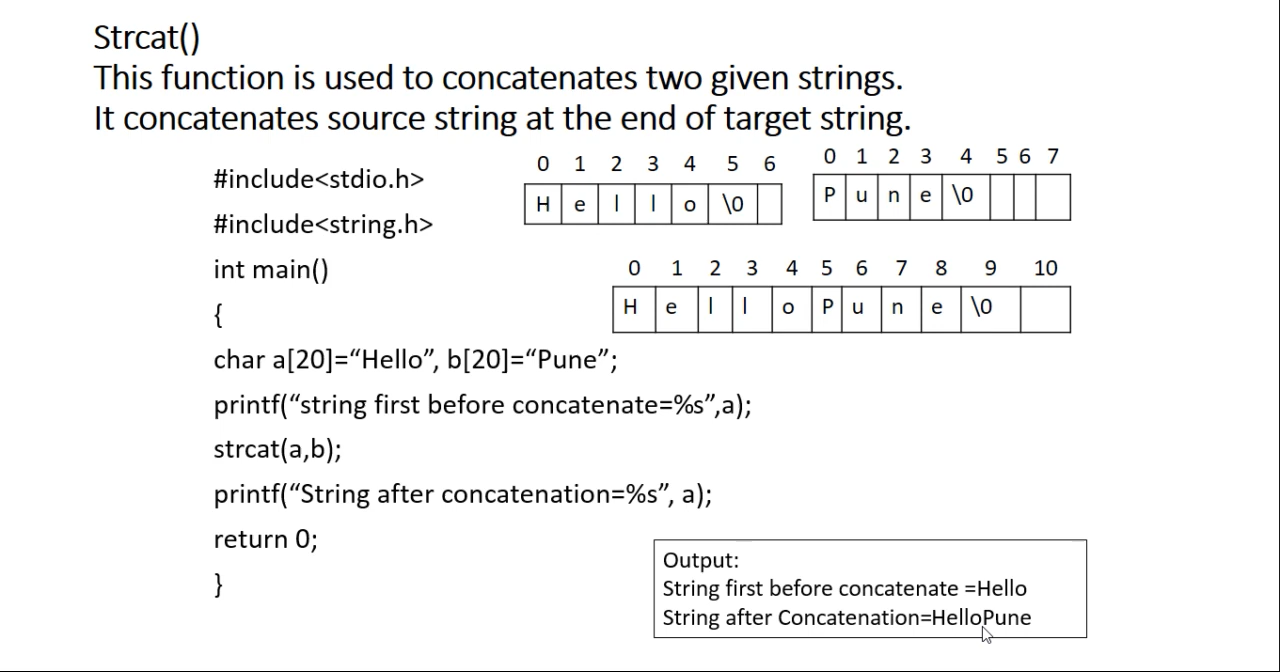 Strcat()
This function is used to concatenates two given strings.
It concatenates source string at the end of target string.
#include<stdio.h>
0 1 2 3 4 5 6
H e l l o \0
0 1 2 3 4 5 6 7
P u n e \0
#include<string.h>
int main()
0 1 2 3 4 5 6 7 8 9 10
H e l l o P u n e \0
{
char a[20]=“Hello”, b[20]=“Pune”;
printf(“string first before concatenate=%s”,a);
strcat(a,b);
printf(“String after concatenation=%s”, a);
return 0;
}
Output:
String first before concatenate =Hello
String after Concatenation=HelloPune